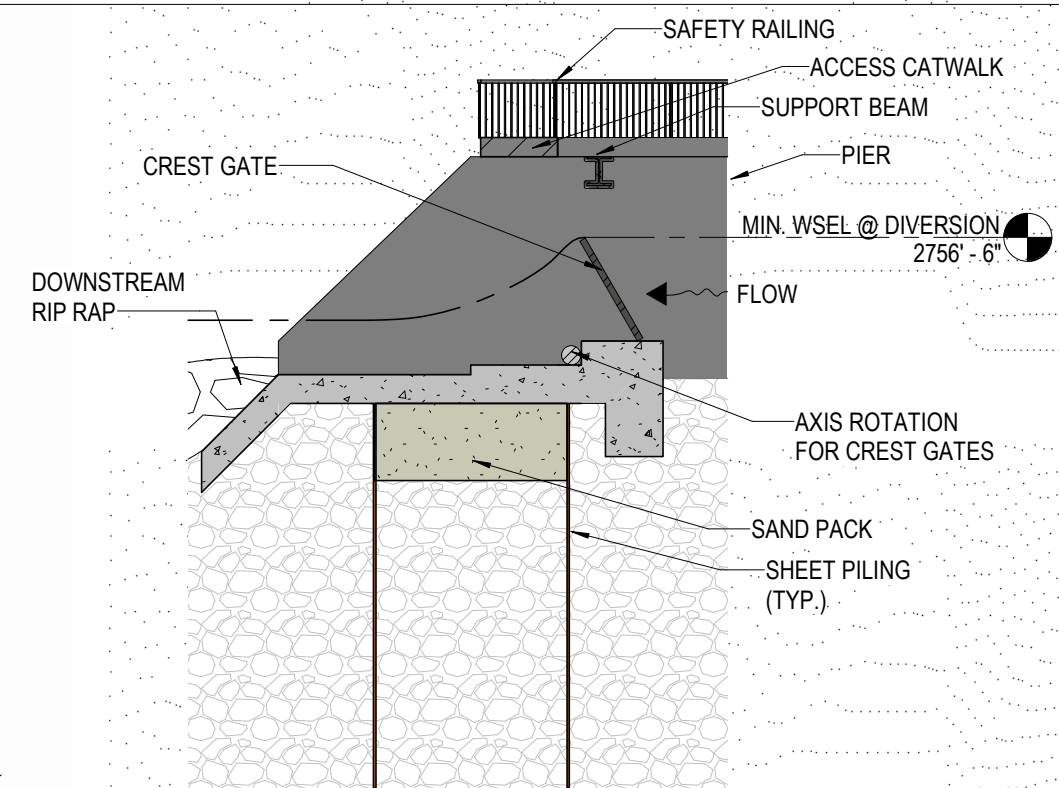 SAFETY RAILING
ACCESS CATWALK
SUPPORT BEAM
CREST GATE
PIER
MIN. WSEL @ DIVERSION
2756' - 6"
DOWNSTREAM
RIP RAP
FLOW
AXIS ROTATION
FOR CREST GATES
SAND PACK
SHEET PILING
(TYP.)